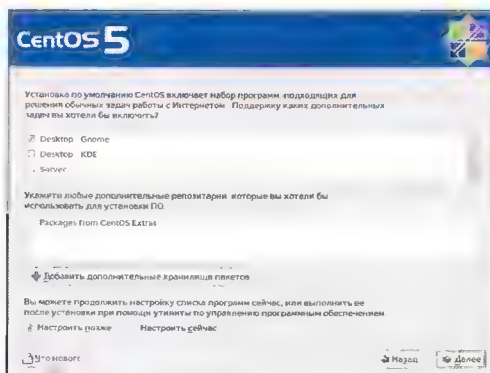 CentOS 5
Установка по умолчанию CentOS включает набор программ подходящих для
решения обычных задач работы с Интернетом Поддержку каких дополнительных
задач вы хотели бы включить?
Desktop Gnome
Desktop KDE
Server
Укажите любые дополнительные репозитарии которые вы хотели бы
использовать для установки ПО
Packages from CentOS Extras
Добавить дополнительные хранилища пакетов
Вы можете продолжить настройку списка программ сейчас, или выполнить ее
после установки при помощи утилиты по управлению программным обеспечением
Настроить позже Настроить сейчас
Что нового
Назад Далее